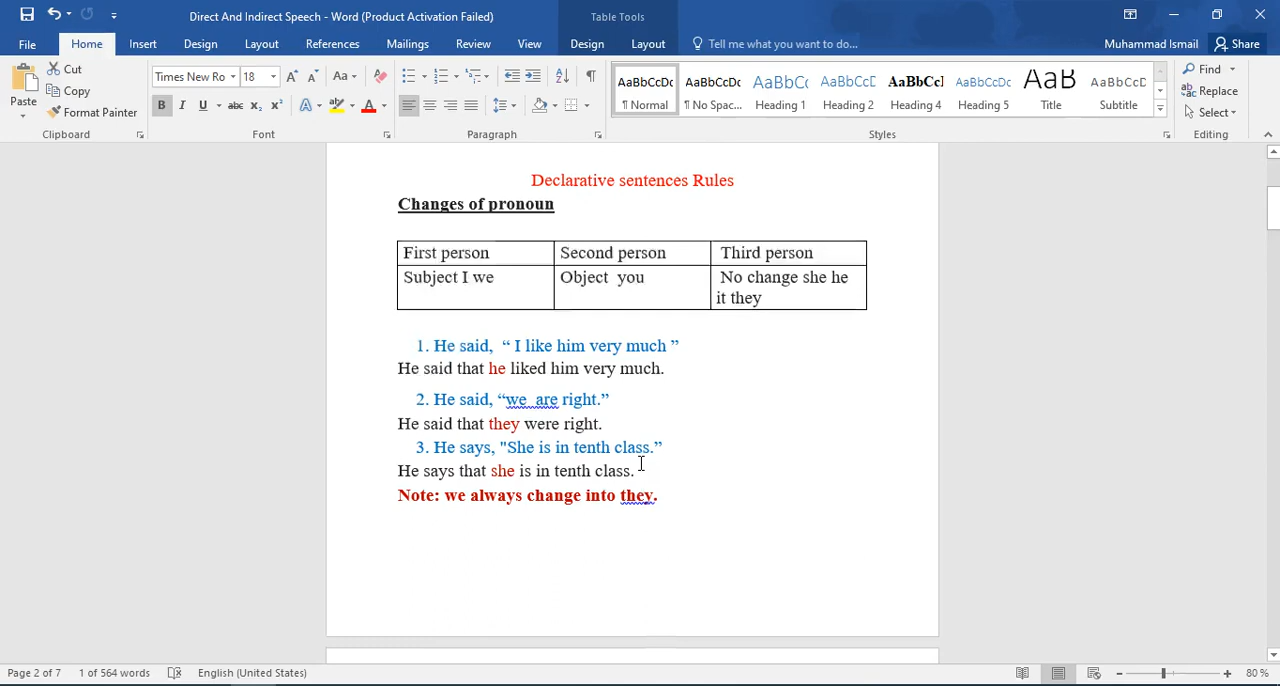 Direct And Indirect Speech - Word (Product Activation Failed)
Table Tools
File Home Insert Design Layout References Mailings Review View Design Layout Tell me what you want to do... Muhammad Ismail Share
Paste
Cut
Copy
Format Painter
Clipboard
Times New Ro 18
Font
Paragraph
AaBbCcDc AaBbCcDc AaBbC( AaBbCcD AaBbCcI AaBbCcDd AaB AaBbCcD
¶ Normal ¶ No Spac... Heading 1 Heading 2 Heading 4 Heading 5 Title Subtitle
Styles
Find
Replace
Select
Editing
Declarative sentences Rules
Changes of pronoun
First person Second person Third person
Subject I we Object you No change she he
it they
1. He said, “ I like him very much ”
He said that he liked him very much.
2. He said, “we are right.”
He said that they were right.
3. He says, "She is in tenth class.”
He says that she is in tenth class.
Note: we always change into they.
Page 2 of 7 1 of 564 words English (United States) 80%